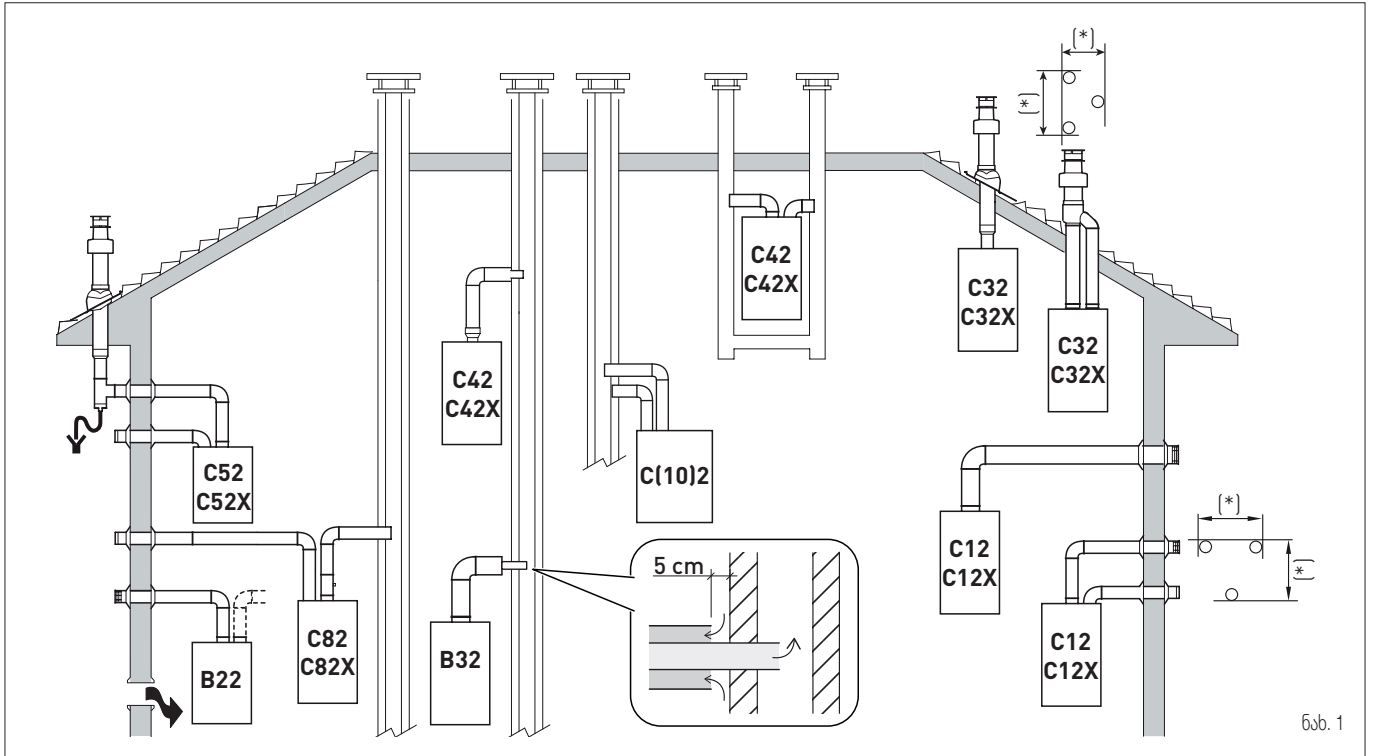 (*)
(*)
C42
C42X
C32
C32X
C32
C32X
C42
C42X
C(10)2
C52
C52X
C12
C12X
(*)
(*)
5 cm
C82
C82X
B32
B22
C12
C12X
ნახ. 1